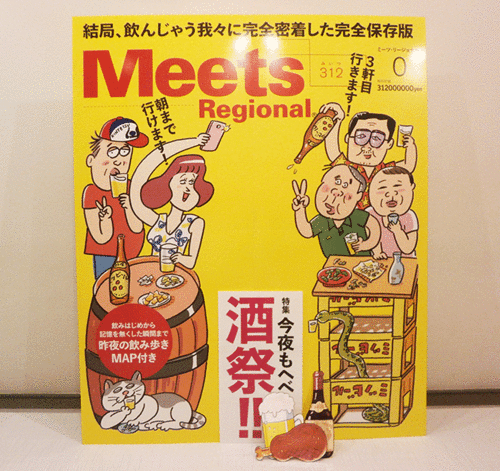 結局、飲んじゃう我々に完全密着した完全保存版
Meets
Regional
312
0
312000000yen
3軒目
行きます!
朝まで
行けます!
飲みはじめから
記憶を無くした瞬間まで
昨夜の飲み歩き
MAP付き
特集
今夜もへべ
酒祭!!